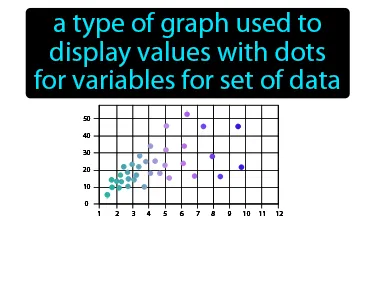 a type of graph used to
display values with dots
for variables for set of data
50
40
30
20
10
0
1 2 3 4 5 6 7 8 9 10 11 12